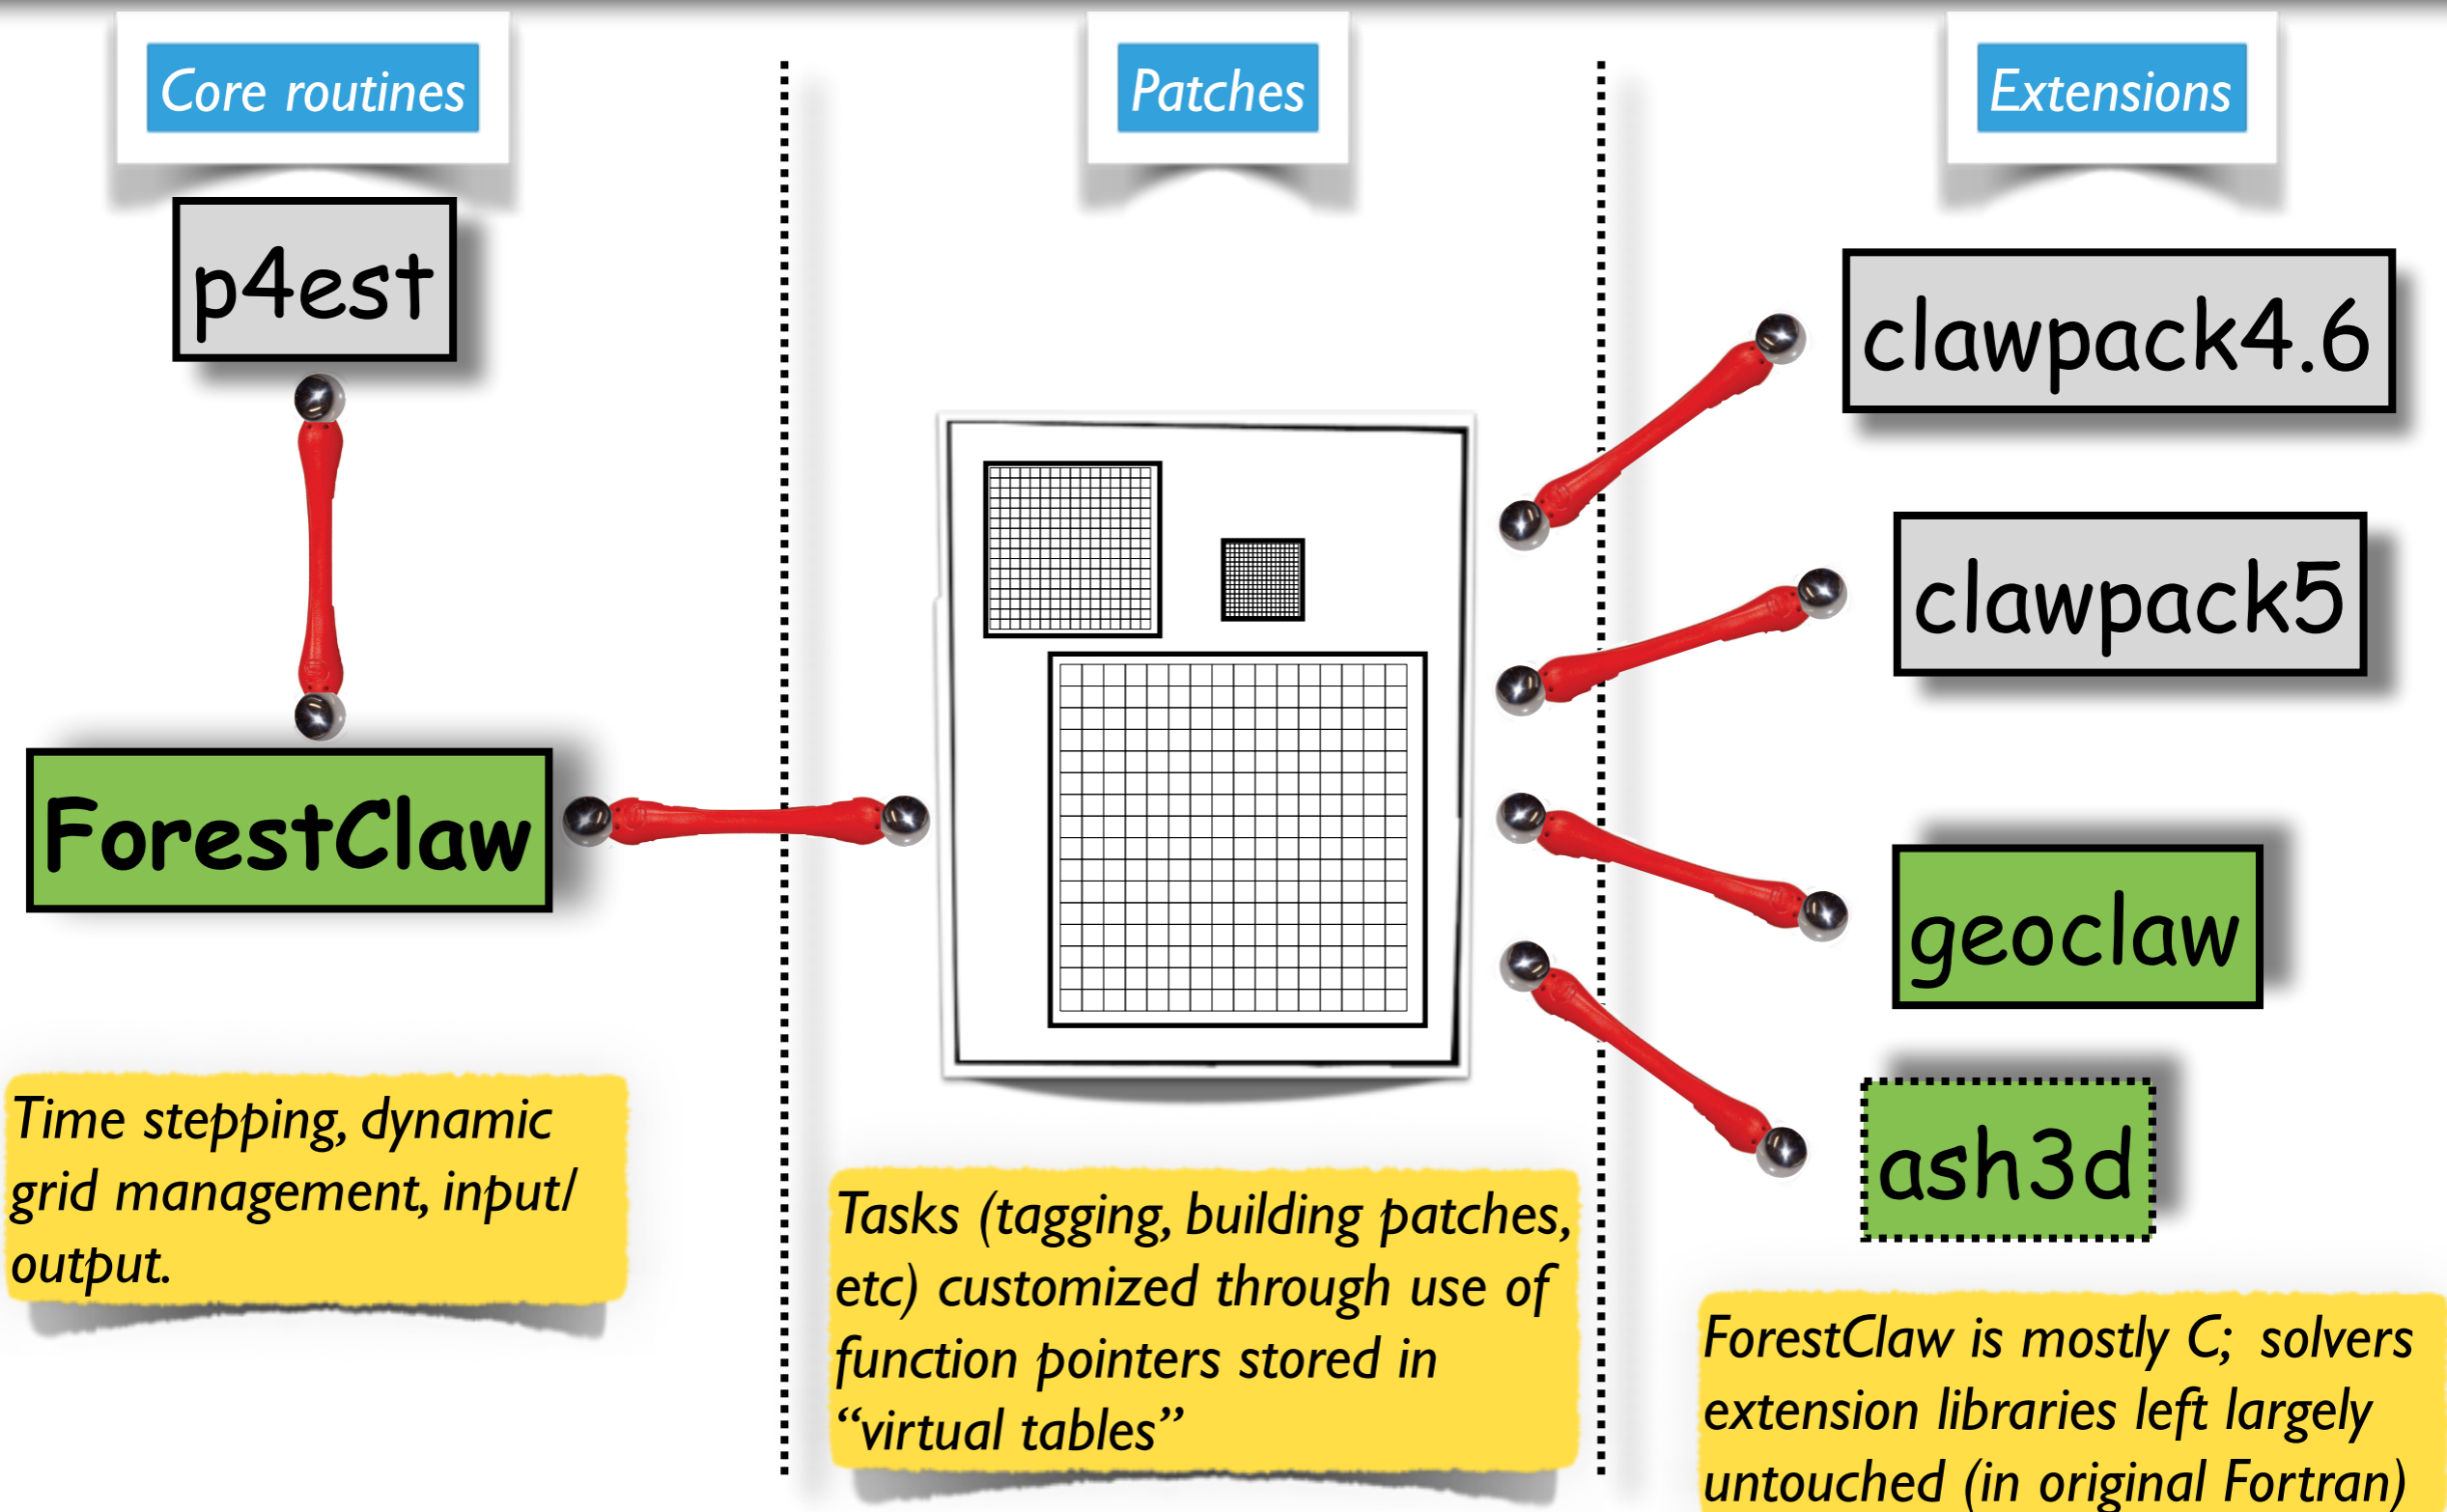 Core routines
Patches
Extensions
p4est
ForestClaw
clawpack4.6
clawpack5
geoclaw
ash3d
Time stepping, dynamic
grid management, input/
output.
Tasks (tagging, building patches,
etc) customized through use of
function pointers stored in
“virtual tables”
ForestClaw is mostly C; solvers
extension libraries left largely
untouched (in original Fortran)